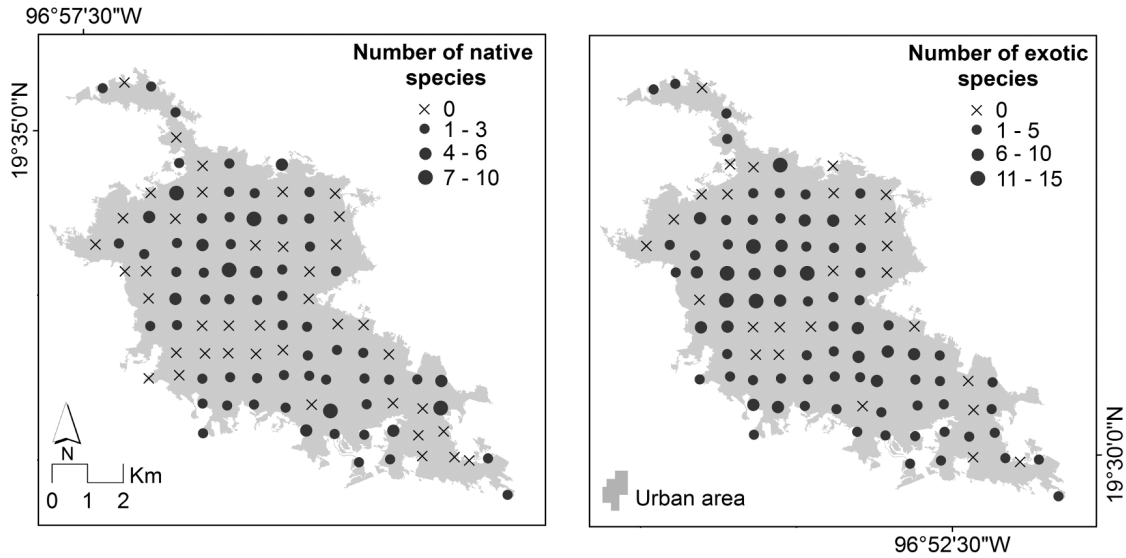 96°57'30"W
19°35'0"N
Number of native
species
0
1 - 3
4 - 6
7 - 10
N
Km
0 1 2
Number of exotic
species
0
1 - 5
6 - 10
11 - 15
Urban area
19°30'0"N
96°52'30"W